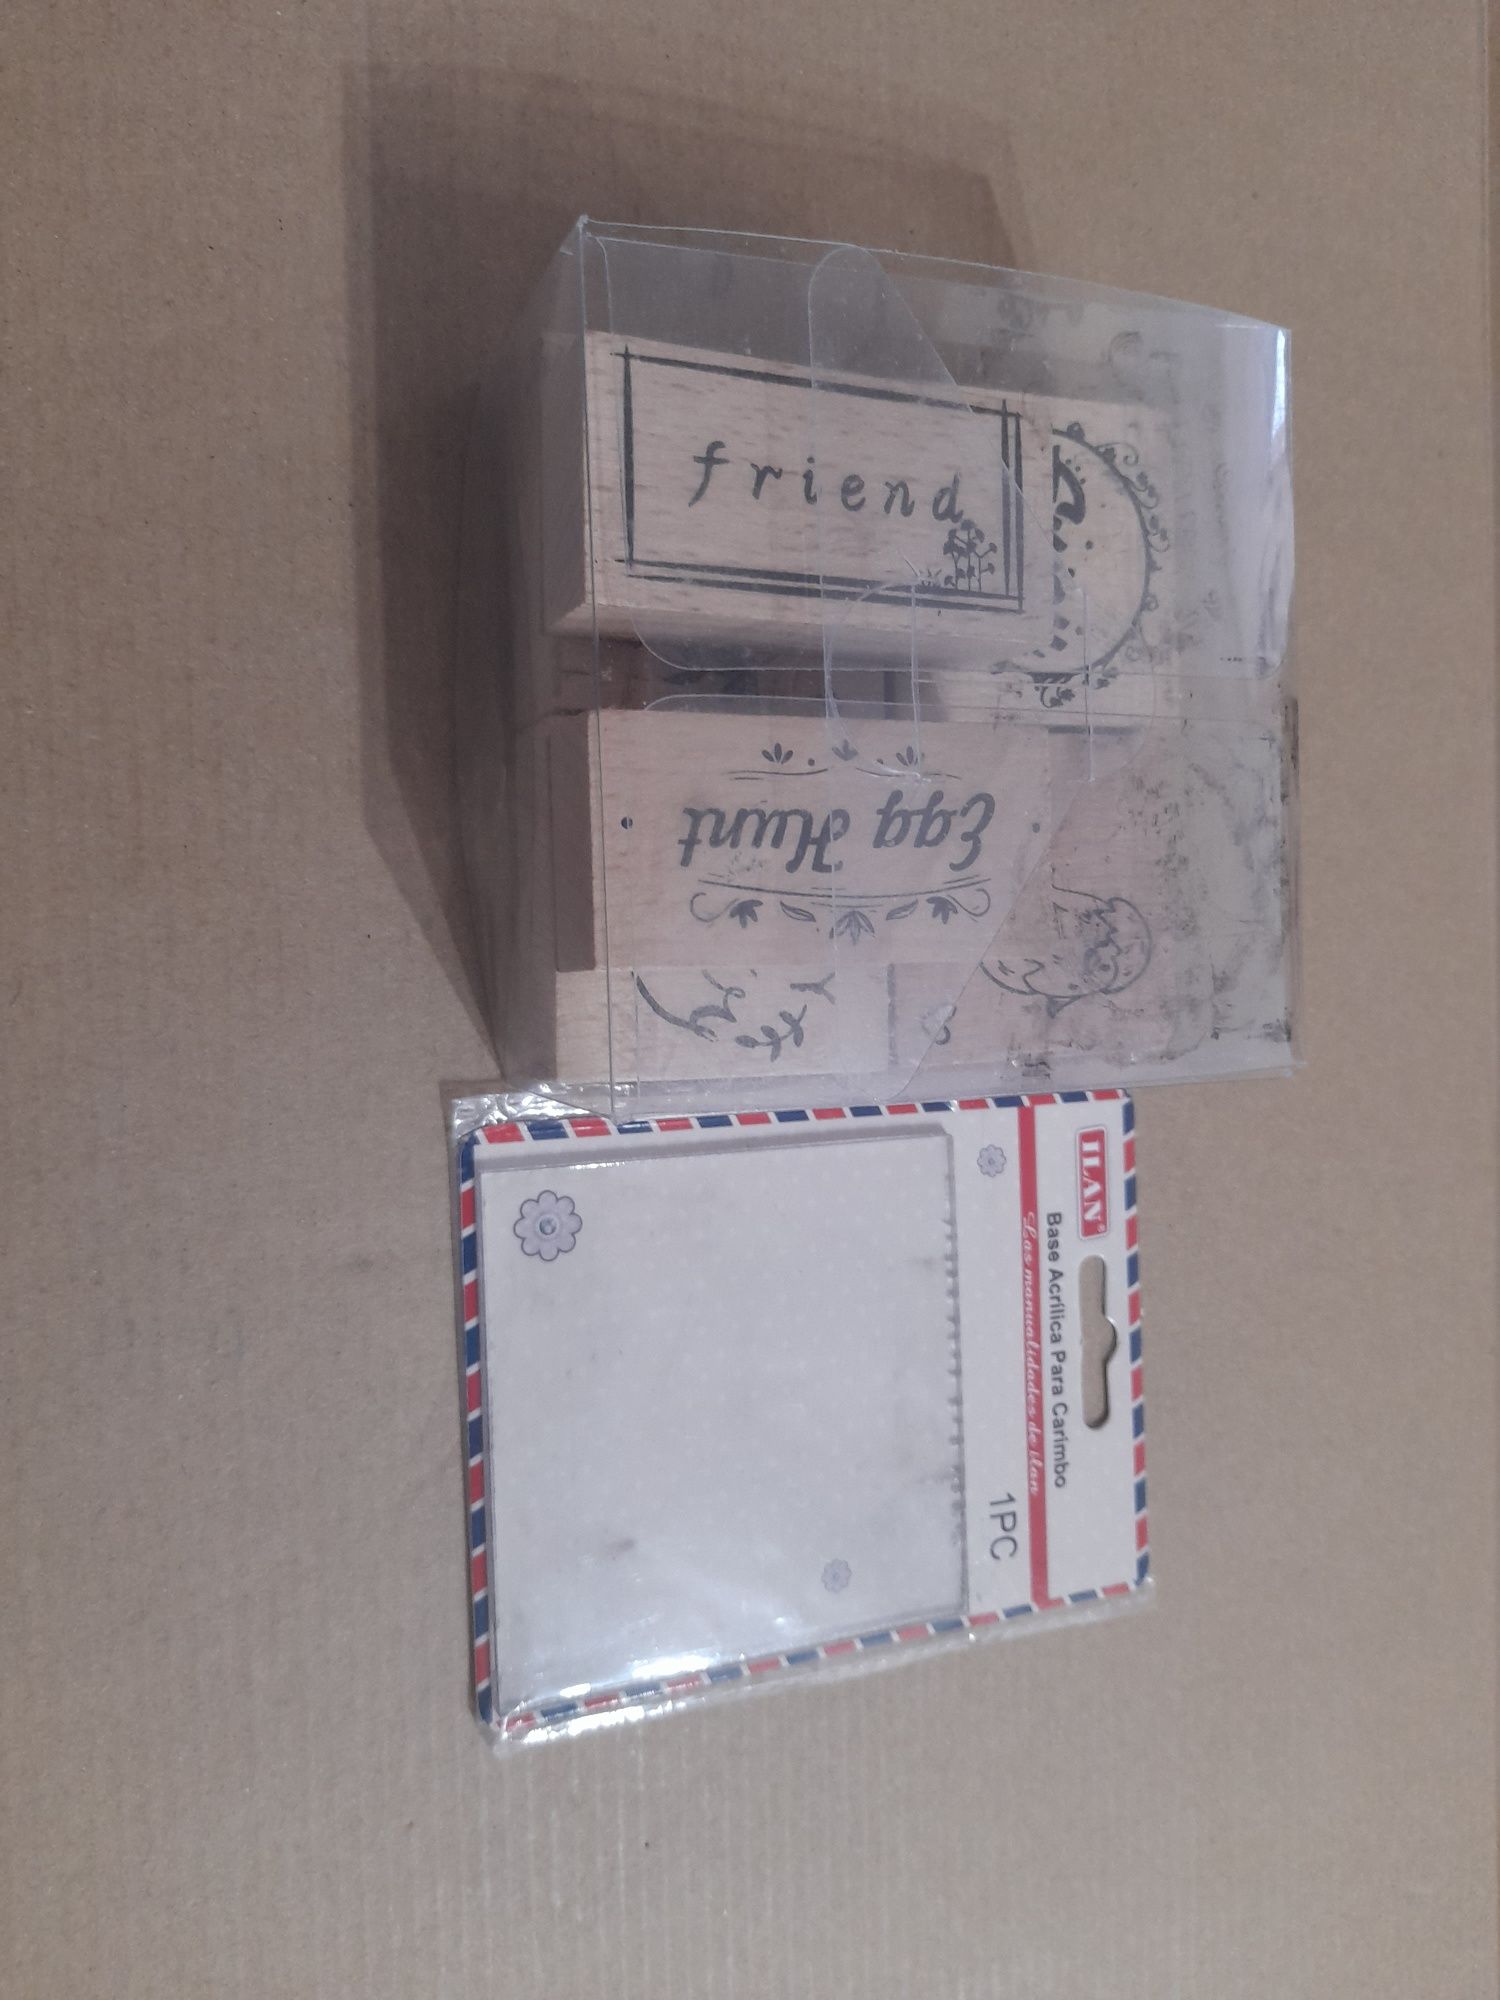 friend
Egg Hunt
ILAN®
Base Acrílica Para Carimbo
Las manualidades de ilan
1PC